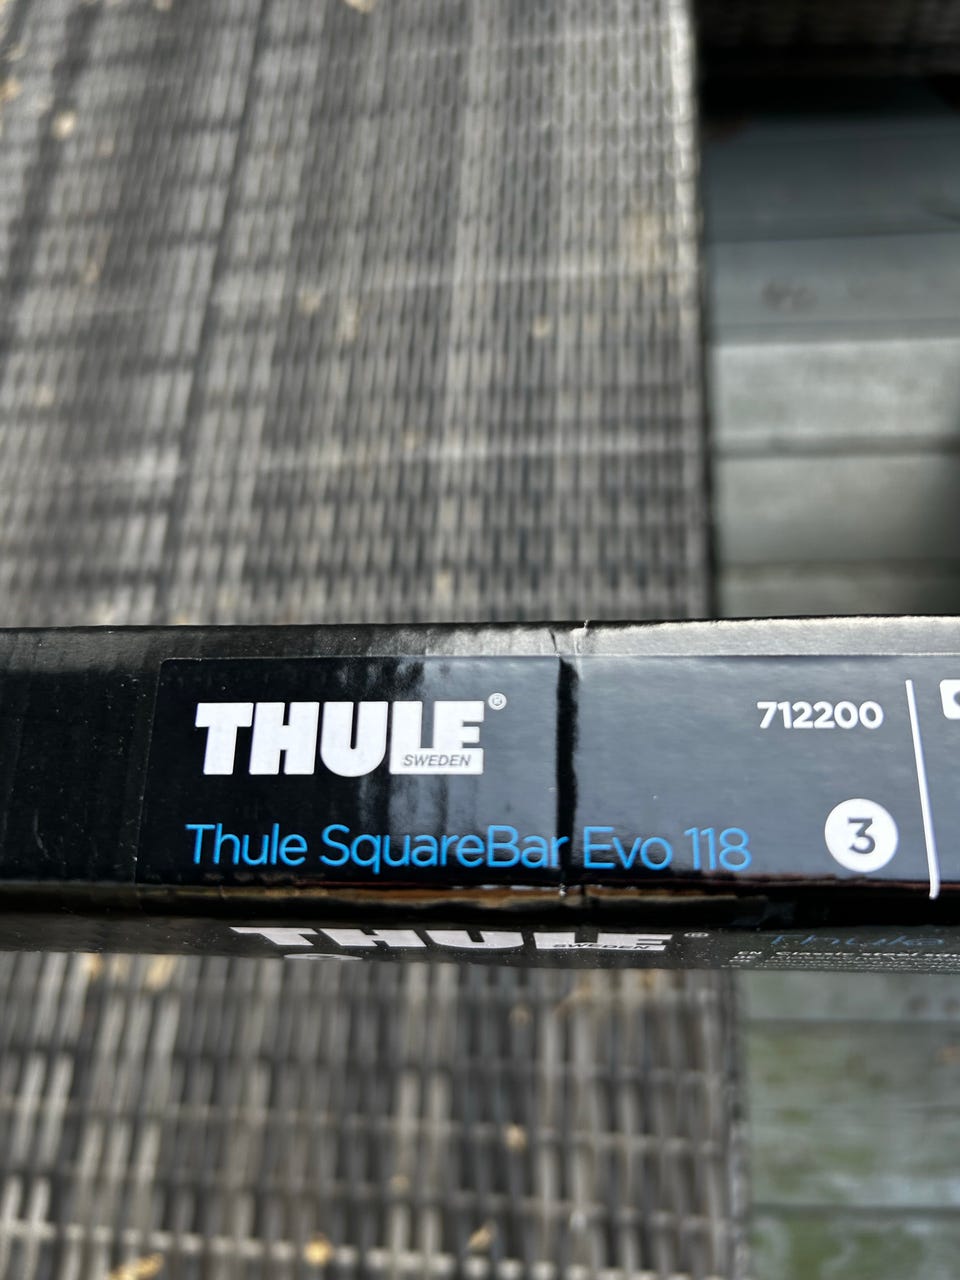 THULE®
SWEDEN
712200
Thule SquareBar Evo 118
3
THULE®
SWEDEN